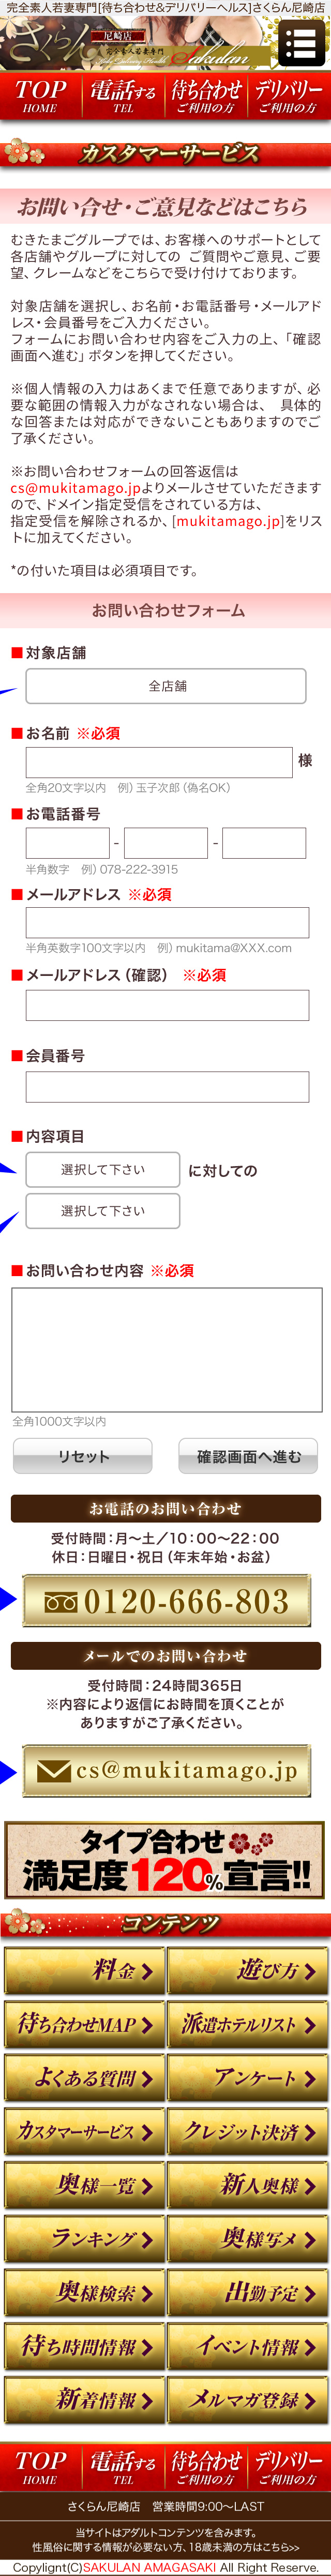 完全素人若妻専門[待ち合わせ&デリバリーヘルス]さくらん尼崎店
さくらん
尼崎店
完全素人若妻専門
Sakulan
TOP 電話する 待ち合わせ デリバリー
HOME TEL ご利用の方 ご利用の方
カスタマーサービス
お問い合せ・ご意見などはこちら
むきたまごグループでは、お客様へのサポートとして
各店舗やグループに対しての ご質問やご意見、ご要
望、クレームなどをこちらで受け付けております。
対象店舗を選択し、お名前・お電話番号・メールアド
レス・会員番号をご入力ください。
フォームにお問い合わせ内容をご入力の上、「確認
画面へ進む」ボタンを押してください。
※個人情報の入力はあくまで任意でありますが、必
要な範囲の情報入力がなされない場合は、 具体的
な回答または対応ができないこともありますのでご
了承ください。
※お問い合わせフォームの回答返信は
cs@mukitamago.jpよりメールさせていただきます
ので、ドメイン指定受信をされている方は、
指定受信を解除されるか、[mukitamago.jp]をリス
トに加えてください。
*の付いた項目は必須項目です。
お問い合わせフォーム
■対象店舗
全店舗
■お名前 ※必須
様
全角20文字以内 例）玉子次郎（偽名OK）
■お電話番号
- -
半角数字 例）078-222-3915
■メールアドレス ※必須
半角英数字100文字以内 例）mukitama@XXX.com
■メールアドレス（確認） ※必須
■会員番号
■内容項目
選択して下さい に対しての
選択して下さい
■お問い合わせ内容 ※必須
全角1000文字以内
リセット 確認画面へ進む
お電話のお問い合わせ
受付時間：月〜土／10：00〜22：00
休日：日曜日・祝日（年末年始・お盆）
0120-666-803
メールでのお問い合わせ
受付時間：24時間365日
※内容により返信にお時間を頂くことが
ありますがご了承ください。
cs@mukitamago.jp
タイプ合わせ
満足度120%宣言!!
コンテンツ
料金 遊び方
待ち合わせMAP 派遣ホテルリスト
よくある質問 アンケート
カスタマーサービス クレジット決済
奥様一覧 新人奥様
ランキング 奥様写メ
奥様検索 出勤予定
待ち時間情報 イベント情報
新着情報 メルマガ登録
TOP 電話する 待ち合わせ デリバリー
HOME TEL ご利用の方 ご利用の方
さくらん尼崎店 営業時間9:00〜LAST
当サイトはアダルトコンテンツを含みます。
性風俗に関する情報が必要ない方、18歳未満の方はこちら>>
Copylignt(C)SAKULAN AMAGASAKI All Right Reserve.